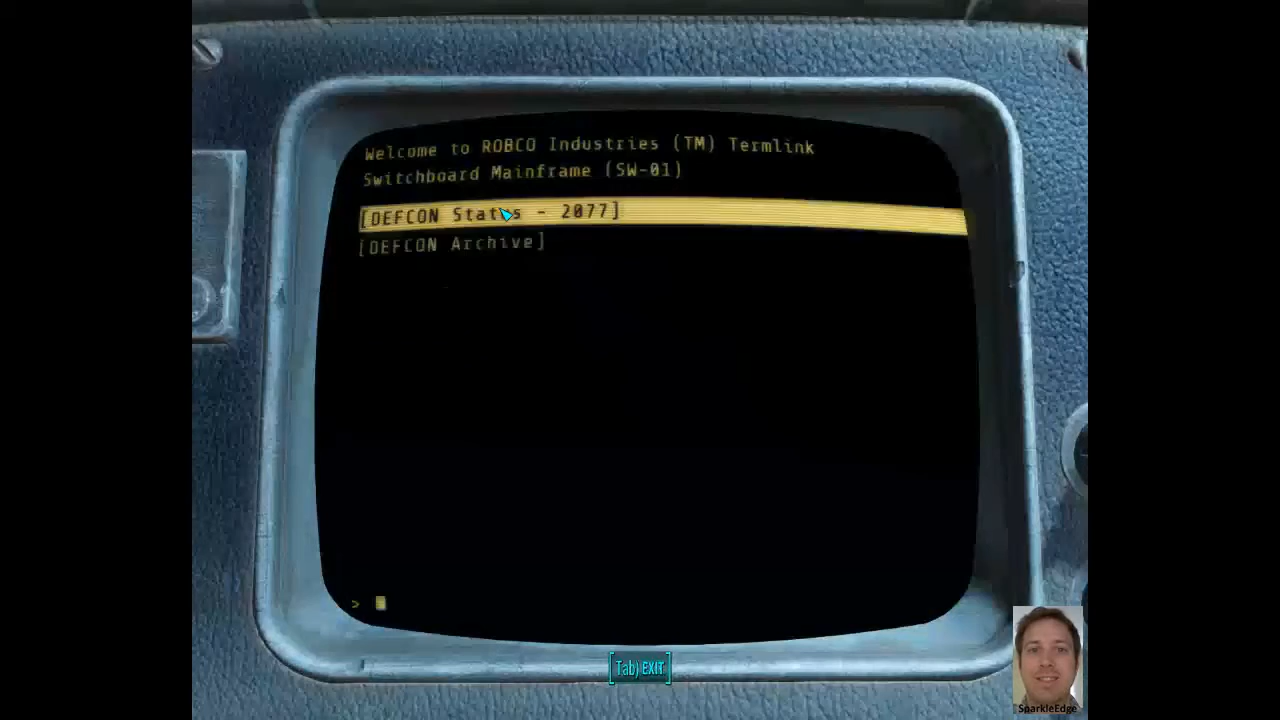 Welcome to ROBCO Industries (TM) Termlink
Switchboard Mainframe (SW-01)
[DEFCON Status - 2077]
[DEFCON Archive]
>
Tab) EXIT
SparkleEdge